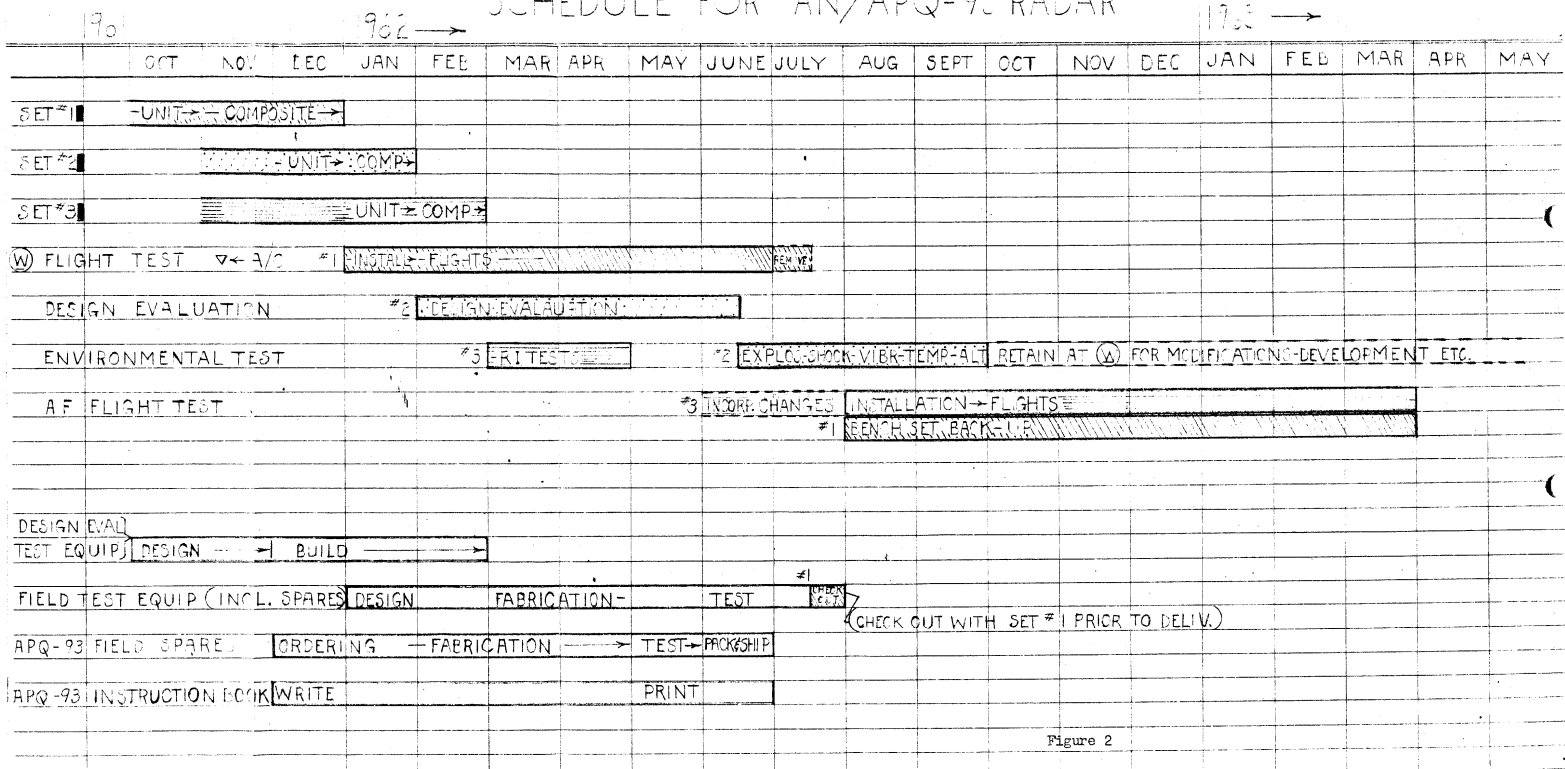 SCHEDULE FOR AN/APQ-93 RADAR
1962 →
OCT NOV DEC JAN FEB MAR APR MAY JUNE JULY AUG SEPT OCT NOV DEC JAN FEB MAR APR MAY
SET #1 -UNIT→ - COMPOSITE→
SET #2 -UNIT→ COMP→
SET #3 -UNIT→ COMP→
(W) FLIGHT TEST ▽← A/C #1 INSTALL→-FLIGHTS REMOVE
DESIGN EVALUATION #2 DESIGN EVALAUATION
ENVIRONMENTAL TEST #3 -R I TESTS #2 EXPLOS-SHOCK-VIBR-TEMP-ALT RETAIN AT (W) FOR MODIFICATIONS-DEVELOPMENT ETC.
AF FLIGHT TEST #3 INCORP. CHANGES INSTALLATION→FLIGHTS
#1 BENCH SET BACK-UP
DESIGN EVAL
TEST EQUIP DESIGN → BUILD →
#1
FIELD TEST EQUIP (INCL. SPARES) DESIGN FABRICATION- TEST CHECK OUT
(CHECK OUT WITH SET #1 PRIOR TO DELIV.)
APQ-93 FIELD SPARE ORDERING - FABRICATION → TEST→ PACK&SHIP
APQ-93 INSTRUCTION BOOK WRITE PRINT
Figure 2